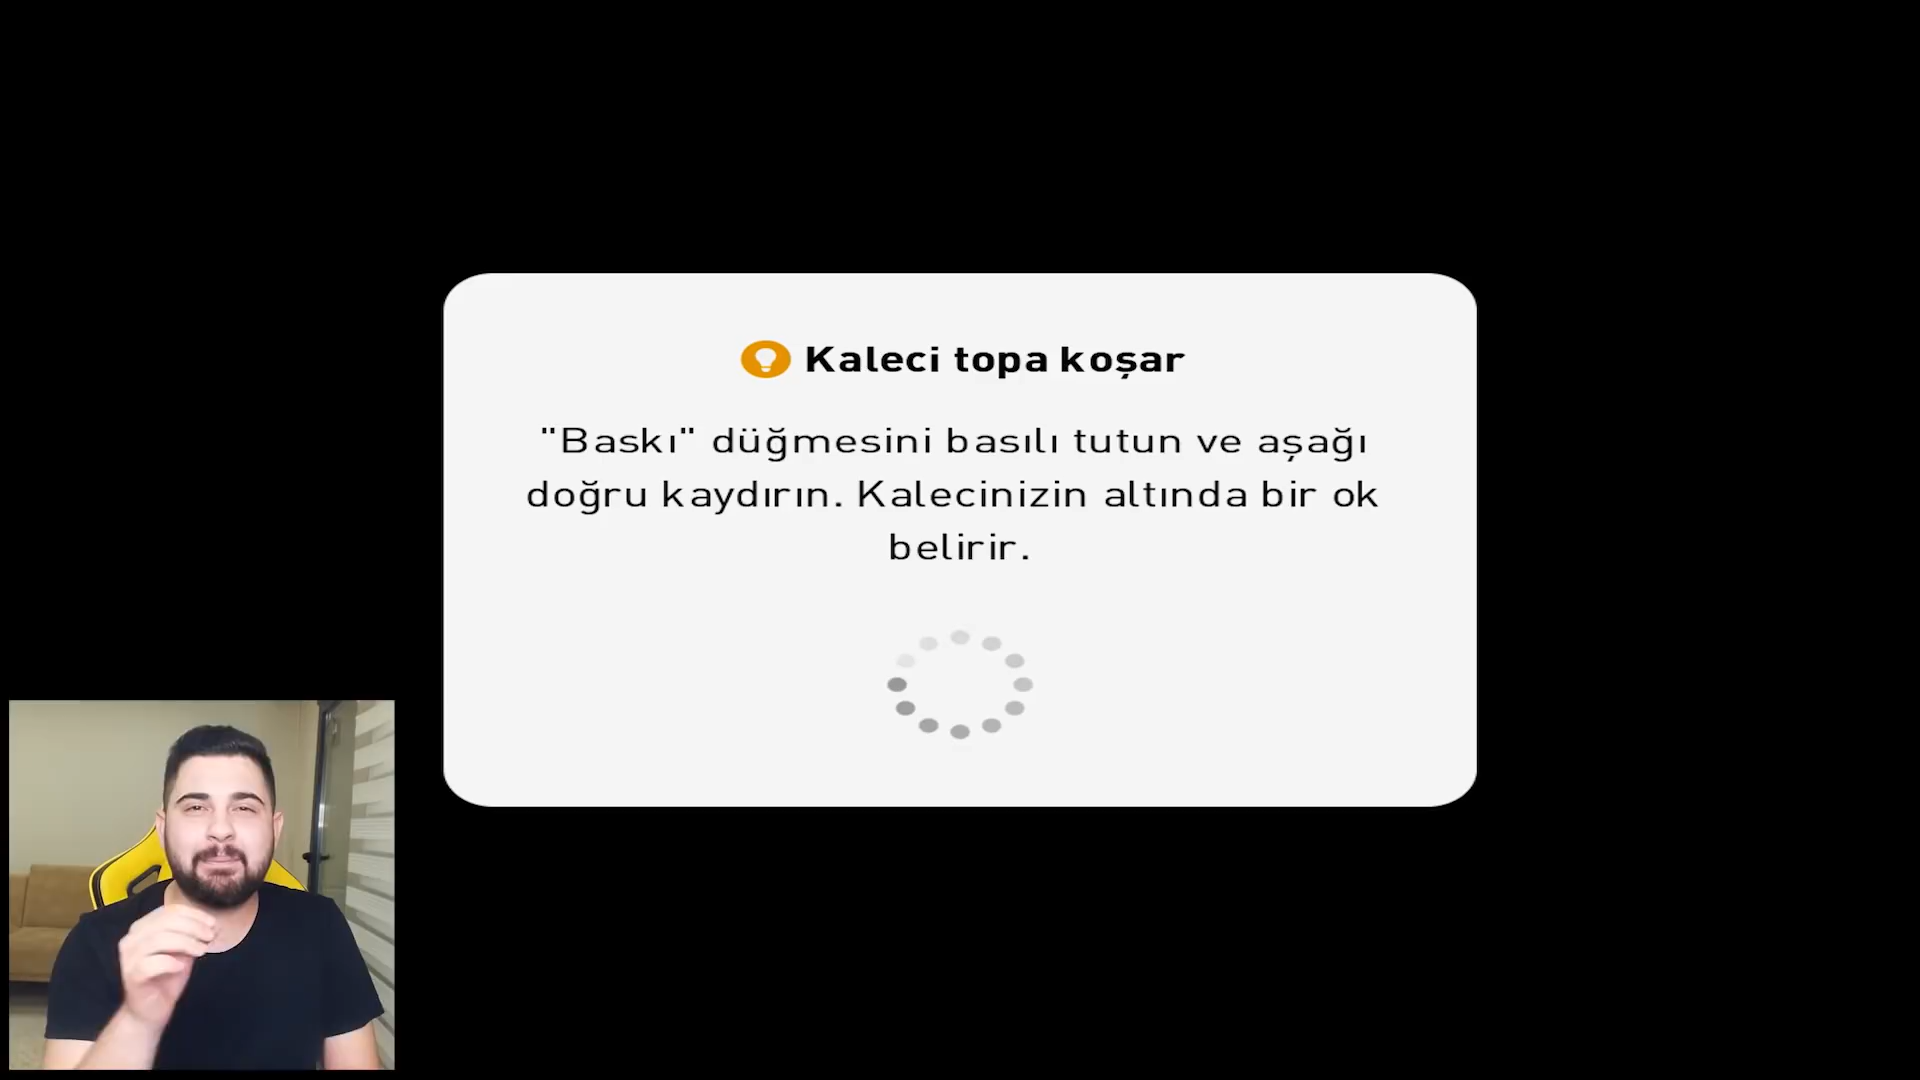 Kaleci topa koşar
"Baskı" düğmesini basılı tutun ve aşağı
doğru kaydırın. Kalecinizin altında bir ok
belirir.